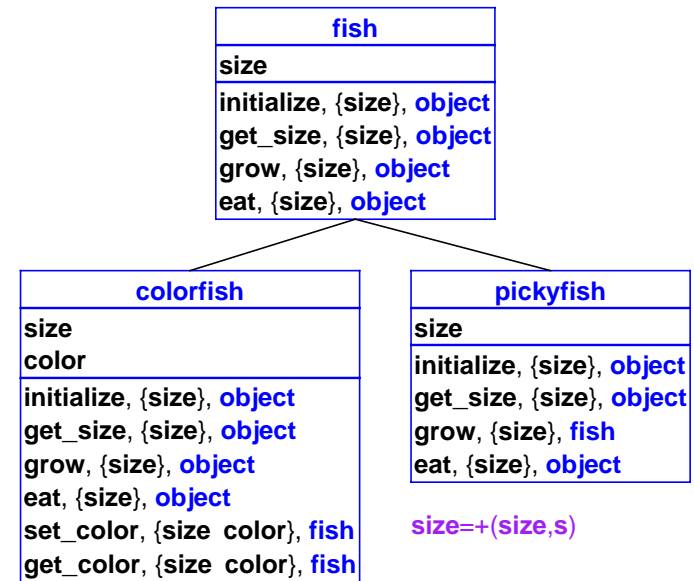 fish
size
initialize, {size}, object
get_size, {size}, object
grow, {size}, object
eat, {size}, object
colorfish
size
color
initialize, {size}, object
get_size, {size}, object
grow, {size}, object
eat, {size}, object
set_color, {size color}, fish
get_color, {size color}, fish
pickyfish
size
initialize, {size}, object
get_size, {size}, object
grow, {size}, fish
eat, {size}, object
size=+(size,s)